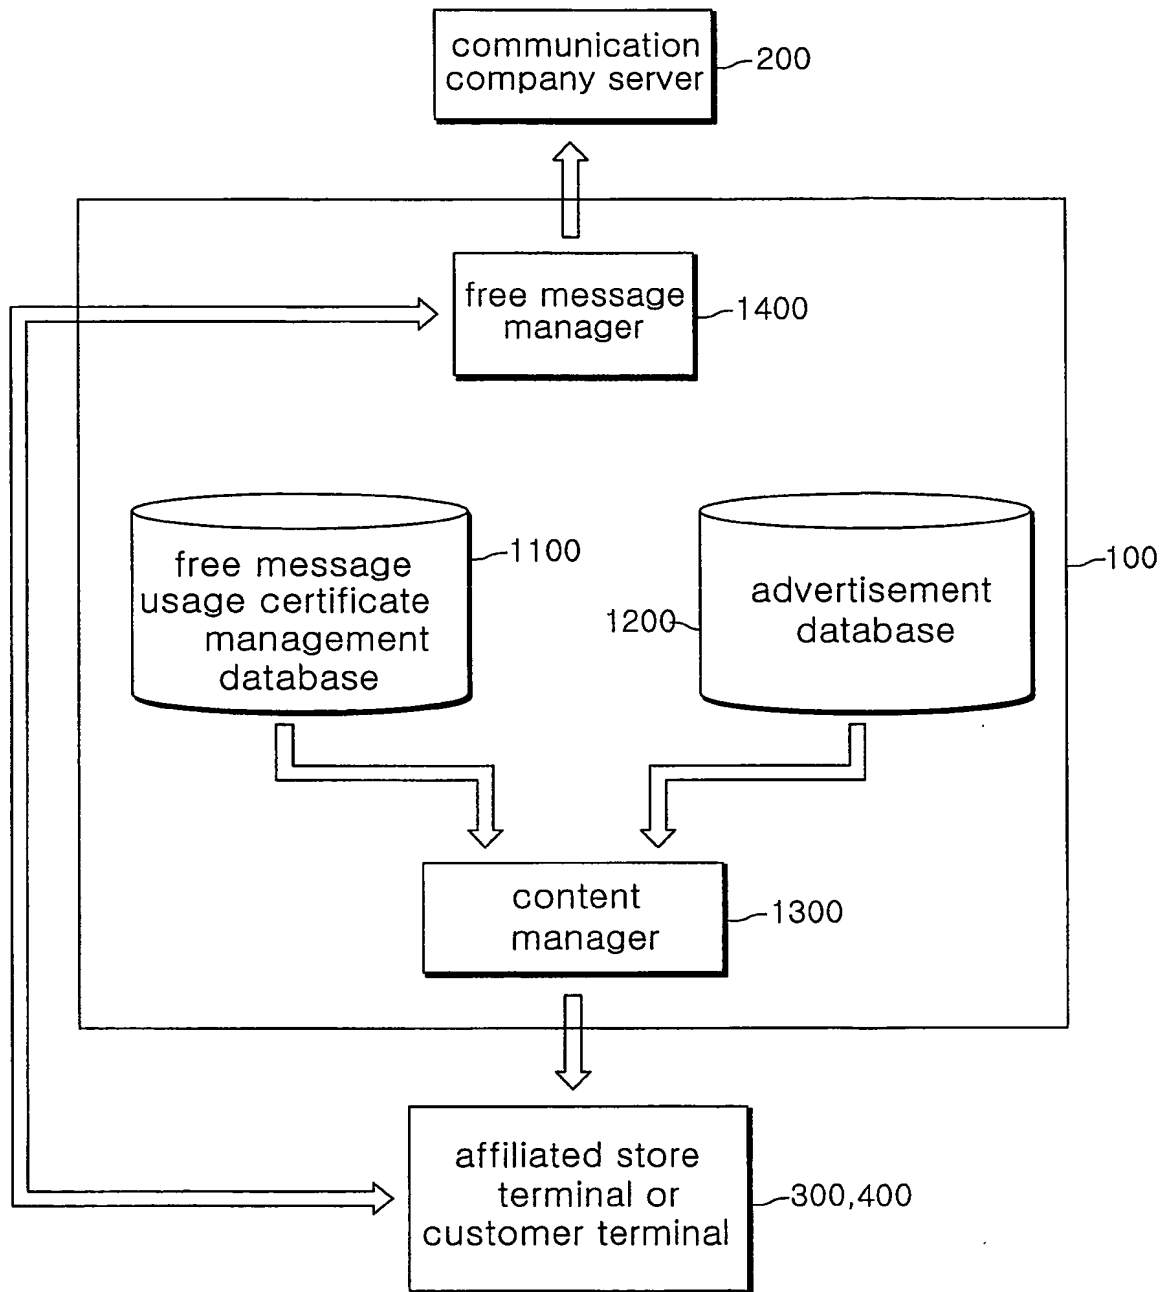 communication
company server
200
free message
manager
1400
free message
usage certificate
management
database
1100
1200
advertisement
database
100
content
manager
1300
affiliated store
terminal or
customer terminal
300,400